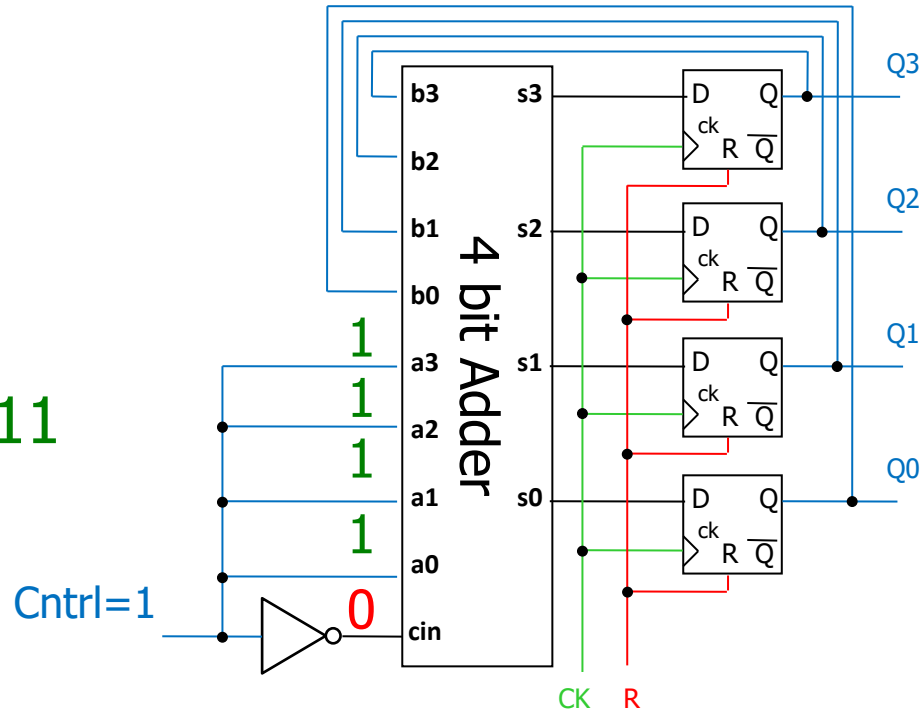 b3 s3 D Q Q3
ck
R Q
b2
Q2
b1 s2 D Q
ck
R Q
b0
4 bit Adder
1 a3 s1 D Q Q1
ck
R Q
1 a2
11
1 a1 s0 D Q Q0
ck
R Q
1 a0
Cntrl=1 0 cin
CK R